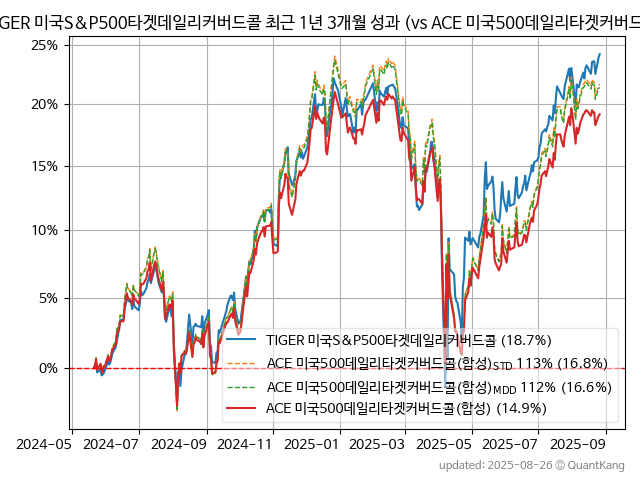 TIGER 미국S&P500타겟데일리커버드콜 최근 1년 3개월 성과 (vs ACE 미국500데일리타겟커버드
25%
20%
15%
10%
5%
0%
TIGER 미국S&P500타겟데일리커버드콜 (18.7%)
ACE 미국500데일리타겟커버드콜(합성)STD 113% (16.8%)
ACE 미국500데일리타겟커버드콜(합성)MDD 112% (16.6%)
ACE 미국500데일리타겟커버드콜(합성) (14.9%)
2024-05 2024-07 2024-09 2024-11 2025-01 2025-03 2025-05 2025-07 2025-09
updated: 2025-08-26 © QuantKang